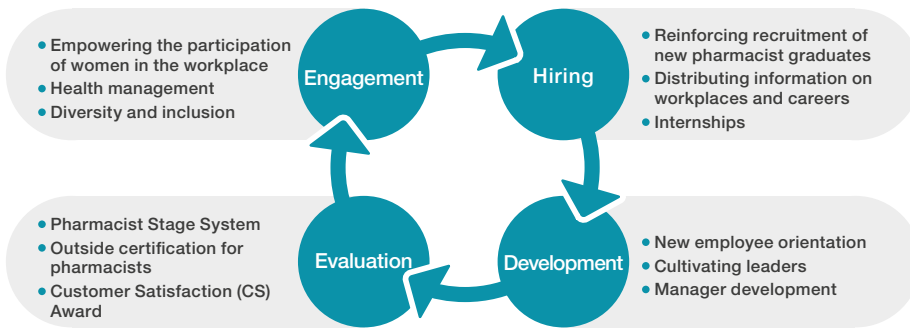 • Empowering the participation
of women in the workplace
• Health management
• Diversity and inclusion
Engagement
Hiring
• Reinforcing recruitment of
new pharmacist graduates
• Distributing information on
workplaces and careers
• Internships
• Pharmacist Stage System
• Outside certification for
pharmacists
• Customer Satisfaction (CS)
Award
Evaluation
Development
• New employee orientation
• Cultivating leaders
• Manager development